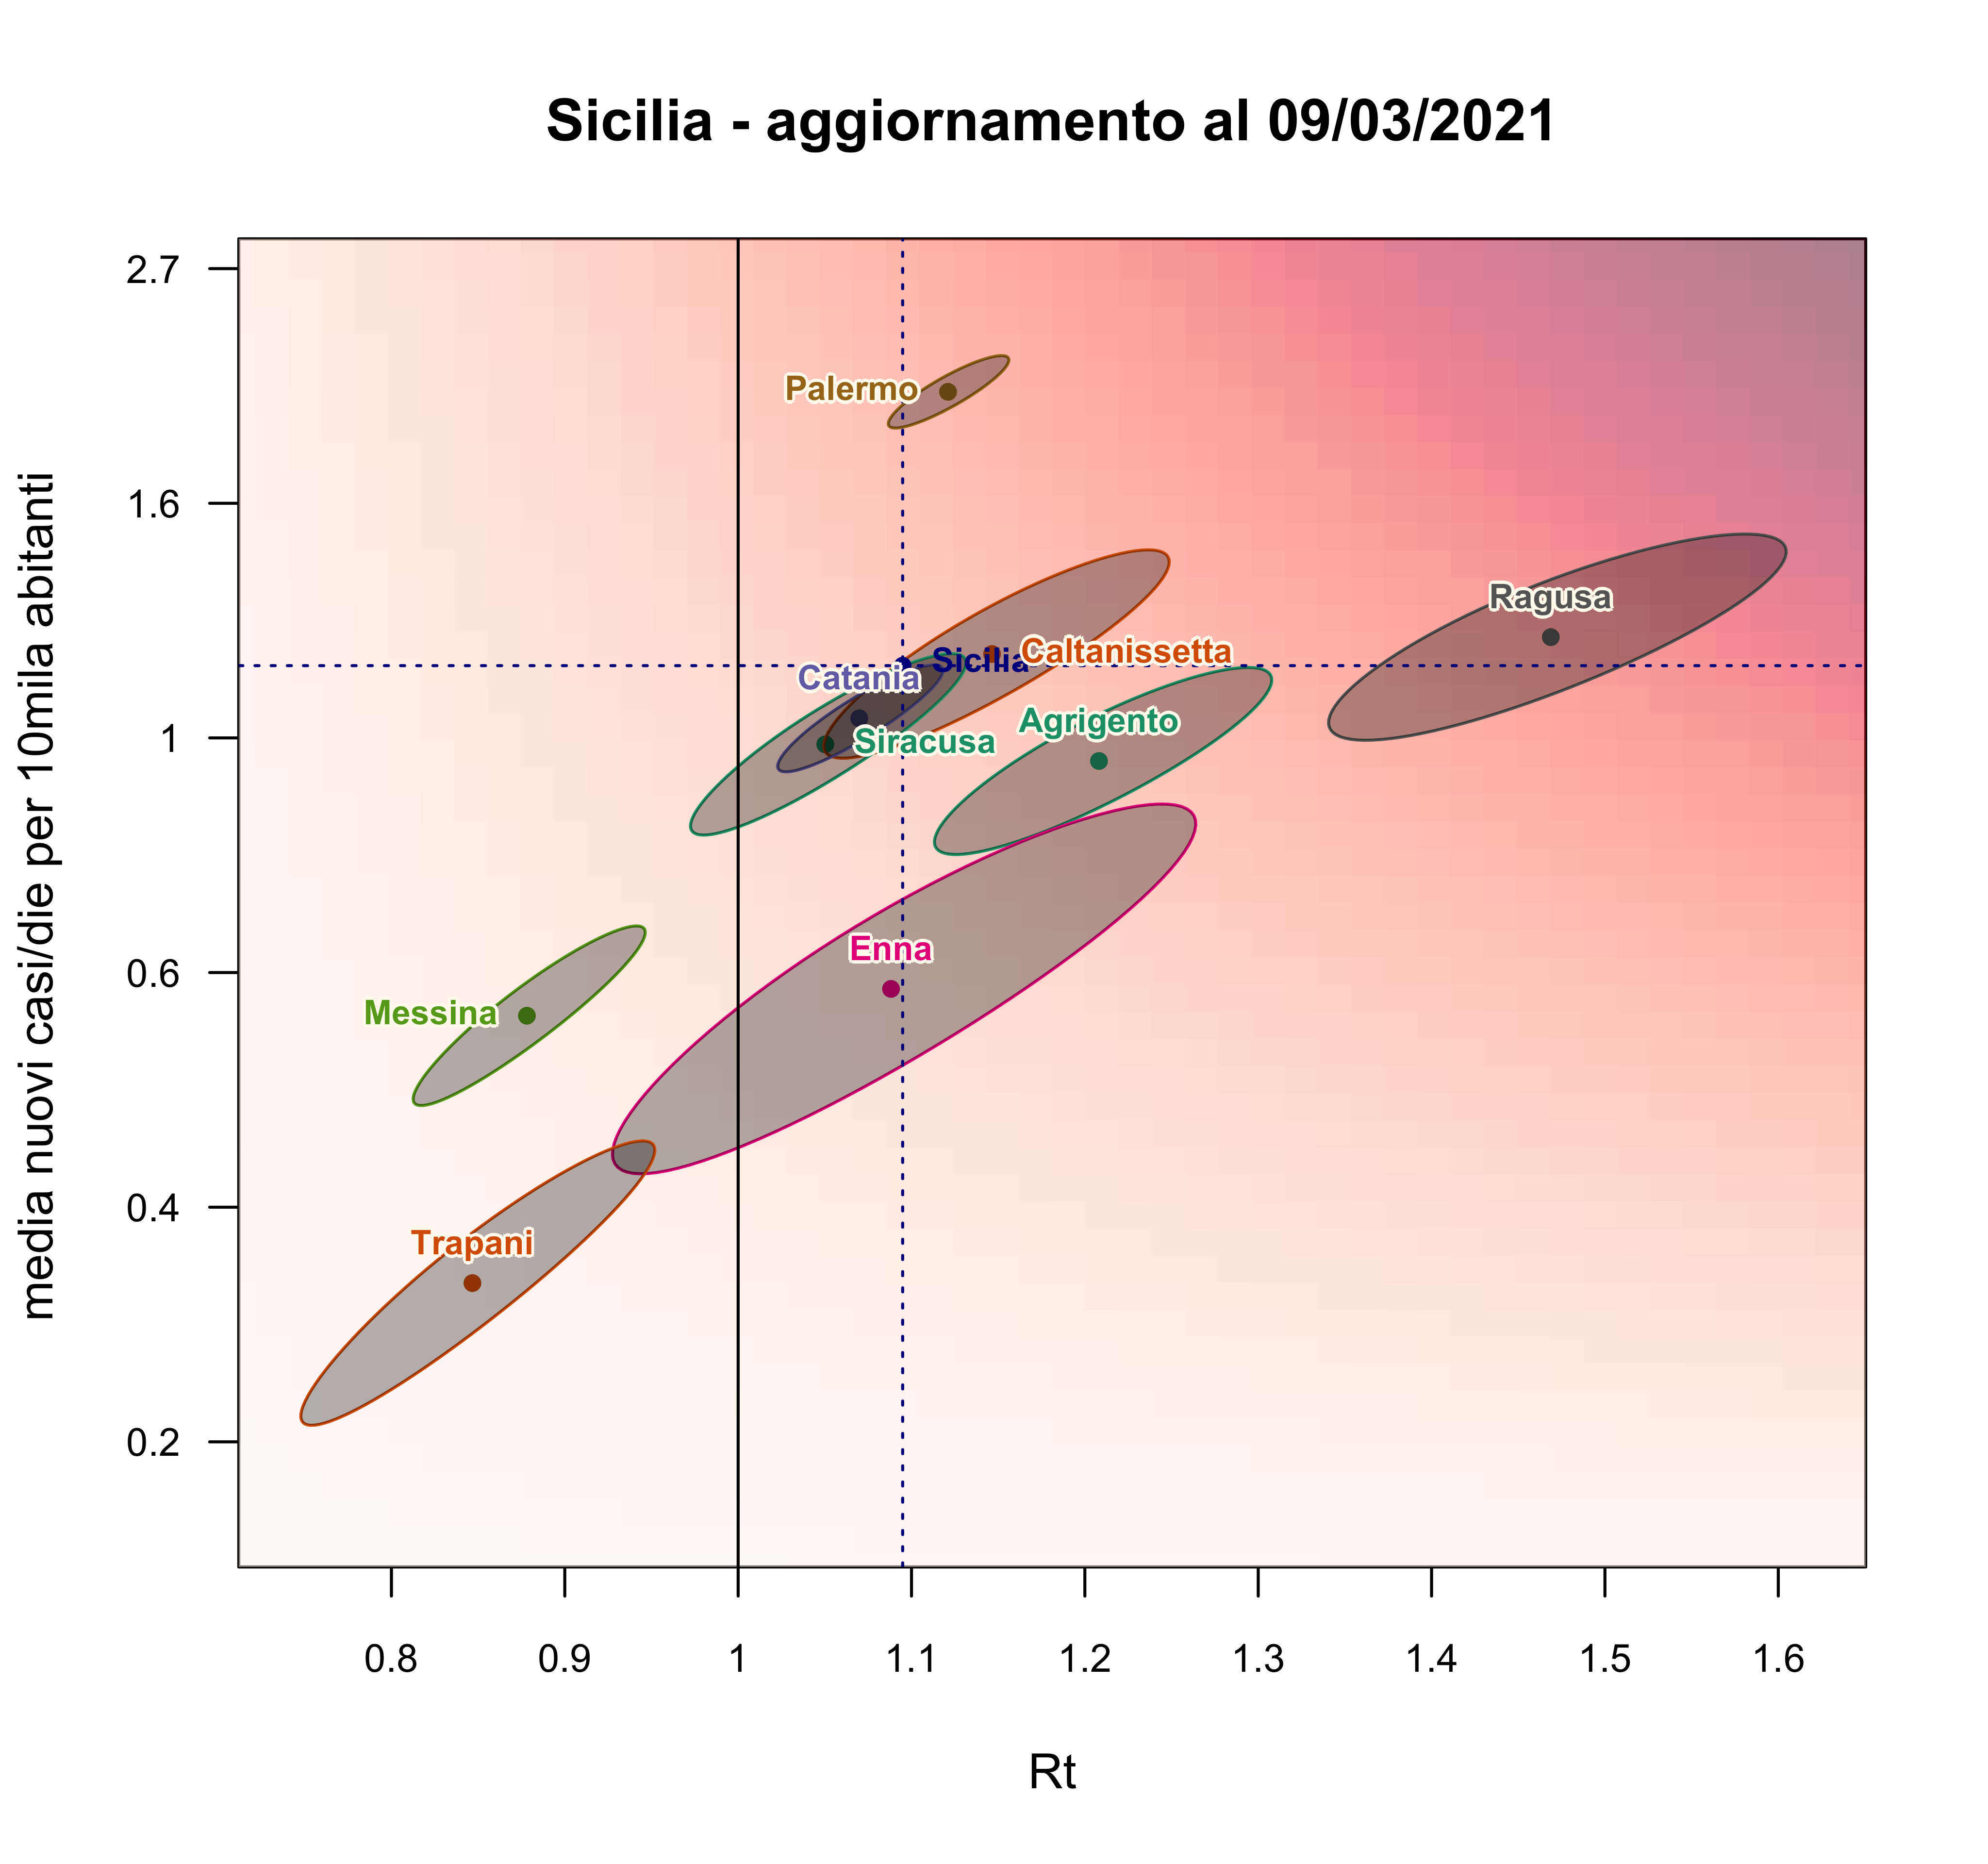 Sicilia - aggiornamento al 09/03/2021
media nuovi casi/die per 10mila abitanti
2.7
1.6
1
0.6
0.4
0.2
Palermo
Ragusa
Caltanissetta
Sicilia
Catania
Agrigento
Siracusa
Enna
Messina
Trapani
0.8 0.9 1 1.1 1.2 1.3 1.4 1.5 1.6
Rt